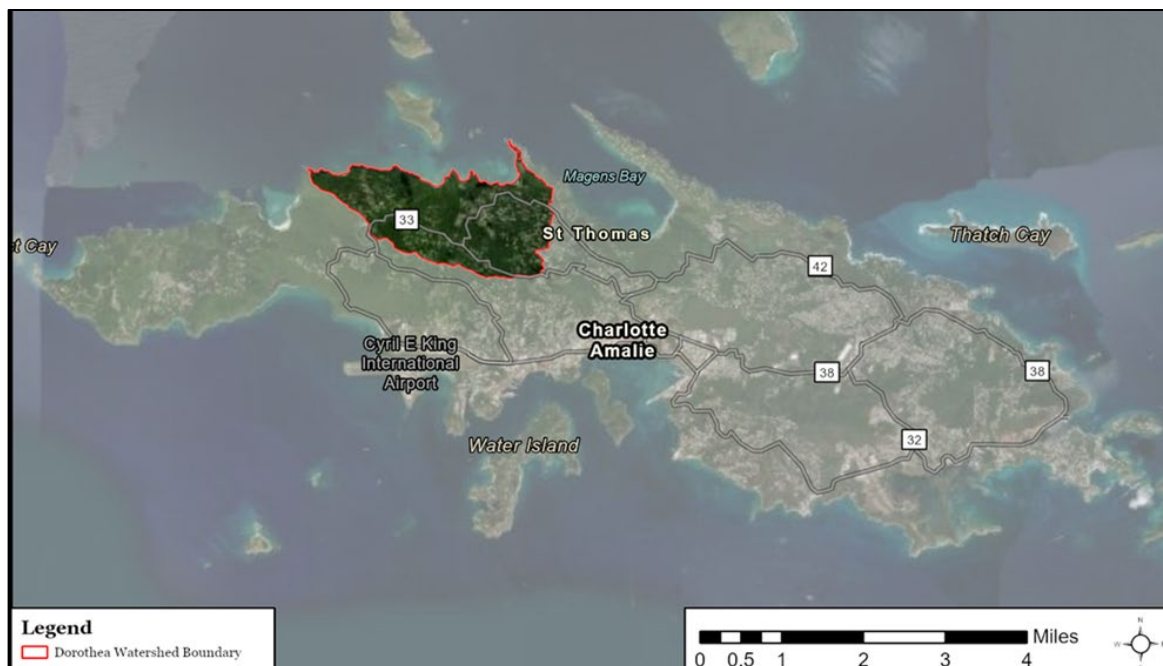 Magens Bay
33
St Thomas
Thatch Cay
t Cay
42
Charlotte
Amalie
Cyril E King
International
Airport
38
38
32
Water Island
Legend
Dorothea Watershed Boundary
Miles
0 0.5 1 2 3 4
N
W